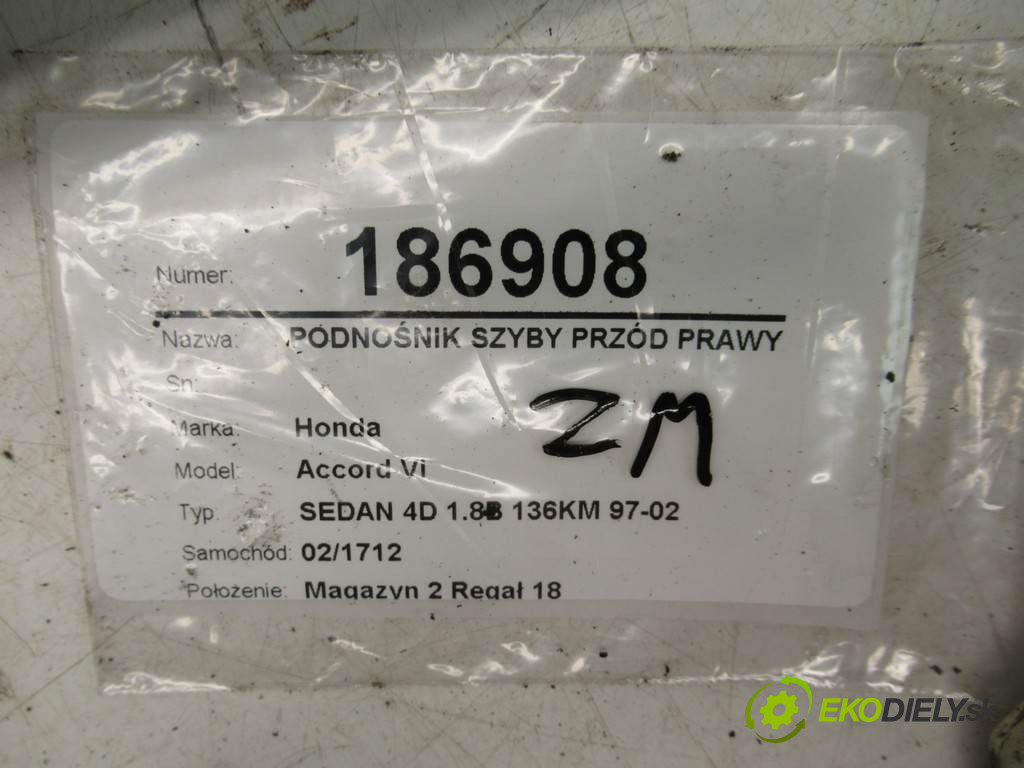 Numer: 186908
Nazwa: PODNOŚNIK SZYBY PRZÓD PRAWY
Sn:
Marka: Honda
ZM
Model: Accord VI
Typ: SEDAN 4D 1.8B 136KM 97-02
Samochód: 02/1712
Położenie: Magazyn 2 Regał 18
EKODIELY.sk